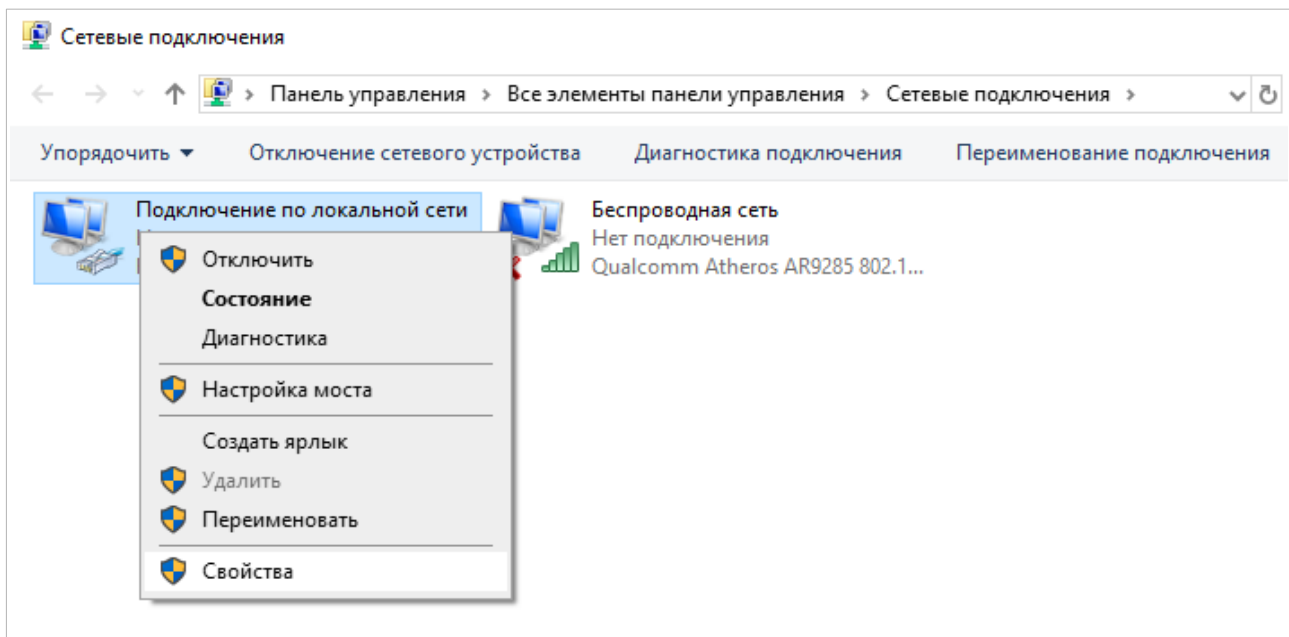 Сетевые подключения
Панель управления > Все элементы панели управления > Сетевые подключения >
Упорядочить Отключение сетевого устройства Диагностика подключения Переименование подключения
Подключение по локальной сети
Беспроводная сеть
Нет подключения
Qualcomm Atheros AR9285 802.1...
Отключить
Состояние
Диагностика
Настройка моста
Создать ярлык
Удалить
Переименовать
Свойства